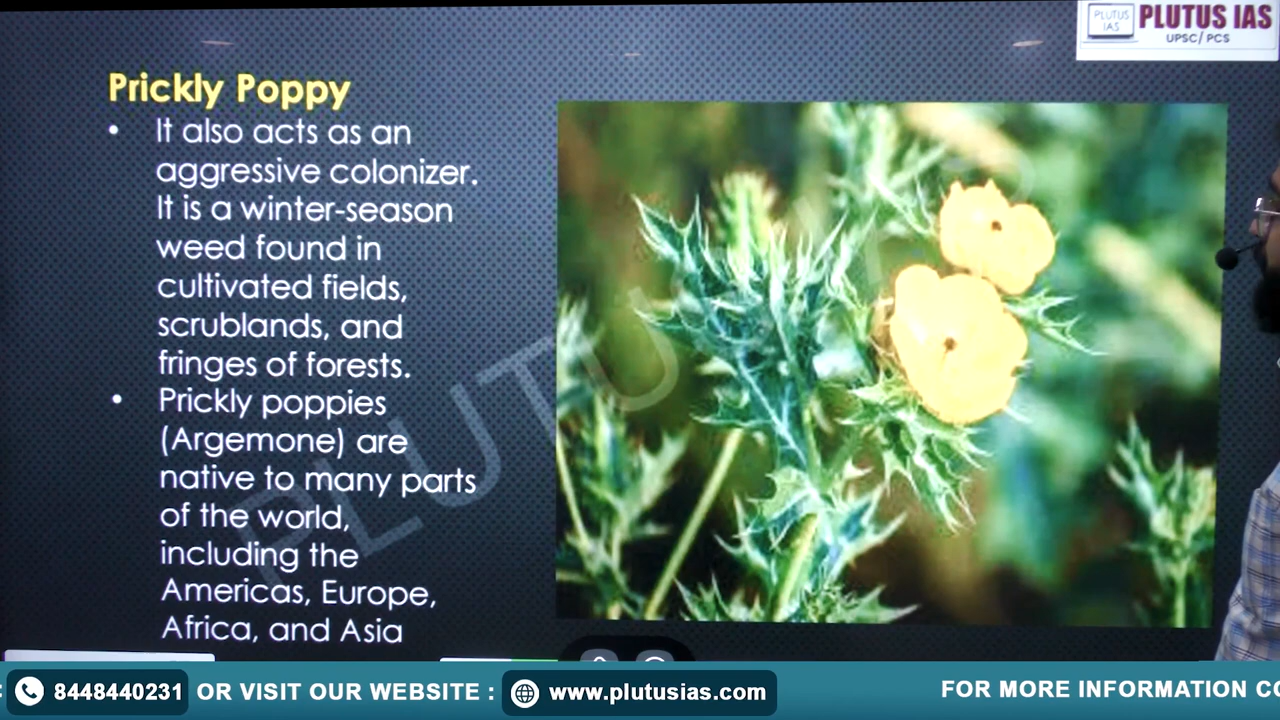 PLUTUS
IAS
PLUTUS IAS
UPSC/ PCS
Prickly Poppy
• It also acts as an
aggressive colonizer.
It is a winter-season
weed found in
cultivated fields,
scrublands, and
fringes of forests.
• Prickly poppies
(Argemone) are
native to many parts
of the world,
including the
Americas, Europe,
Africa, and Asia
PLUTUS
: 8448440231 OR VISIT OUR WEBSITE : www.plutusias.com FOR MORE INFORMATION CO